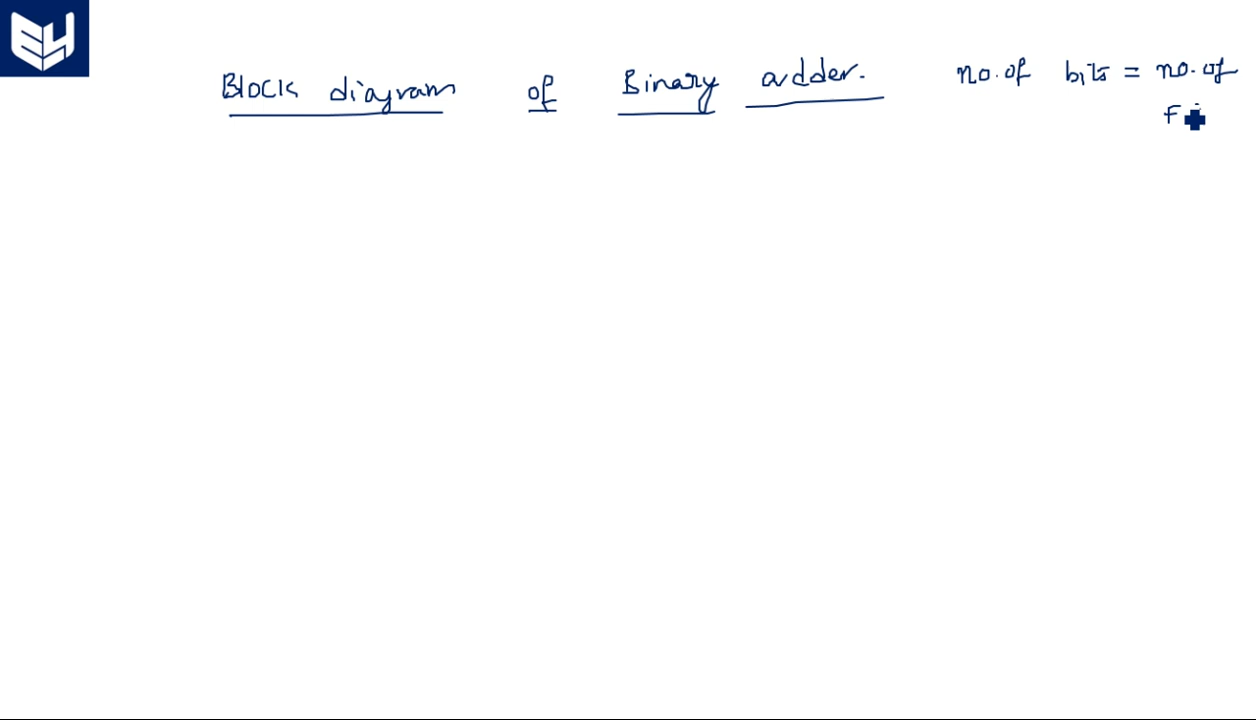 Block diagram of Binary adder.
no. of bits = no. of
F